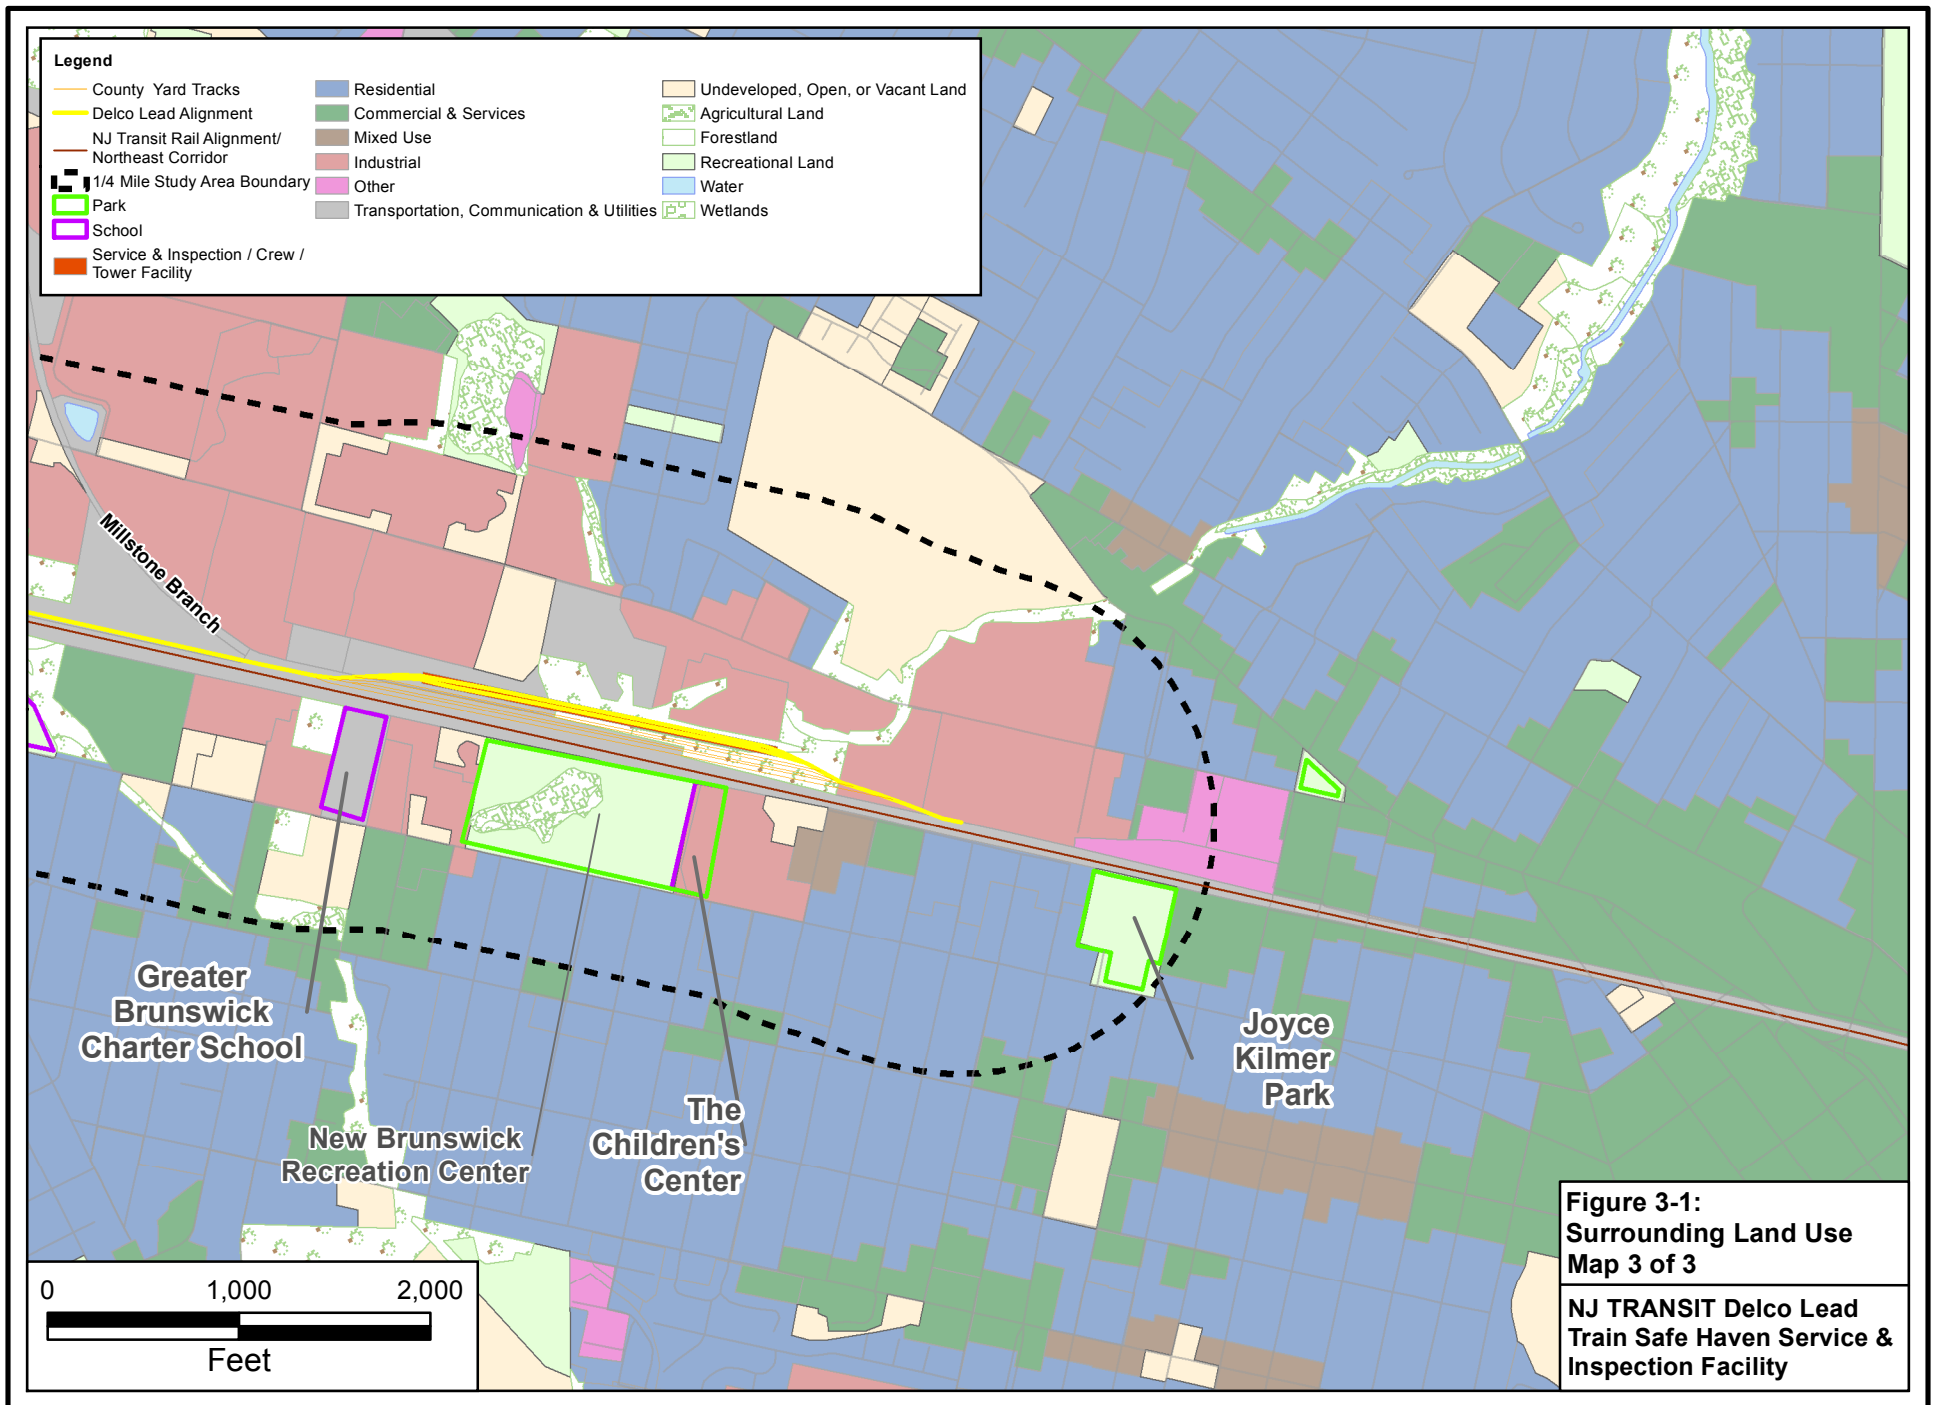 Legend
County Yard Tracks
Delco Lead Alignment
NJ Transit Rail Alignment/
Northeast Corridor
1/4 Mile Study Area Boundary
Park
School
Service & Inspection / Crew /
Tower Facility
Residential
Commercial & Services
Mixed Use
Industrial
Other
Transportation, Communication & Utilities
Undeveloped, Open, or Vacant Land
Agricultural Land
Forestland
Recreational Land
Water
Wetlands
Millstone Branch
Greater
Brunswick
Charter School
New Brunswick
Recreation Center
The
Children's
Center
Joyce
Kilmer
Park
0 1,000 2,000
Feet
Figure 3-1:
Surrounding Land Use
Map 3 of 3
NJ TRANSIT Delco Lead
Train Safe Haven Service &
Inspection Facility